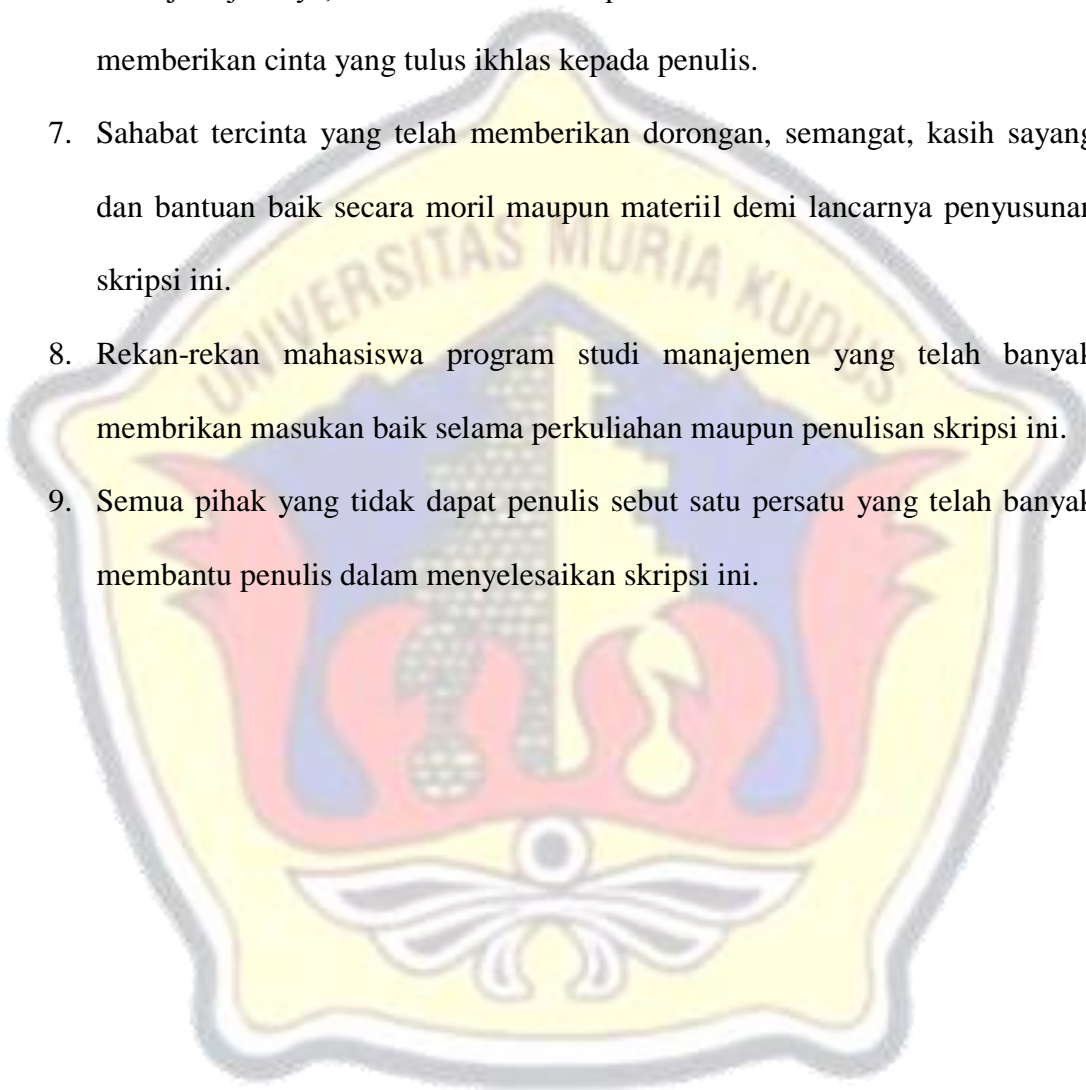 memberikan cinta yang tulus ikhlas kepada penulis.
7. Sahabat tercinta yang telah memberikan dorongan, semangat, kasih sayang
dan bantuan baik secara moril maupun materiil demi lancarnya penyusunan
skripsi ini.
UNIVERSITAS MURIA KUDUS
8. Rekan-rekan mahasiswa program studi manajemen yang telah banyak
membrikan masukan baik selama perkuliahan maupun penulisan skripsi ini.
9. Semua pihak yang tidak dapat penulis sebut satu persatu yang telah banyak
membantu penulis dalam menyelesaikan skripsi ini.